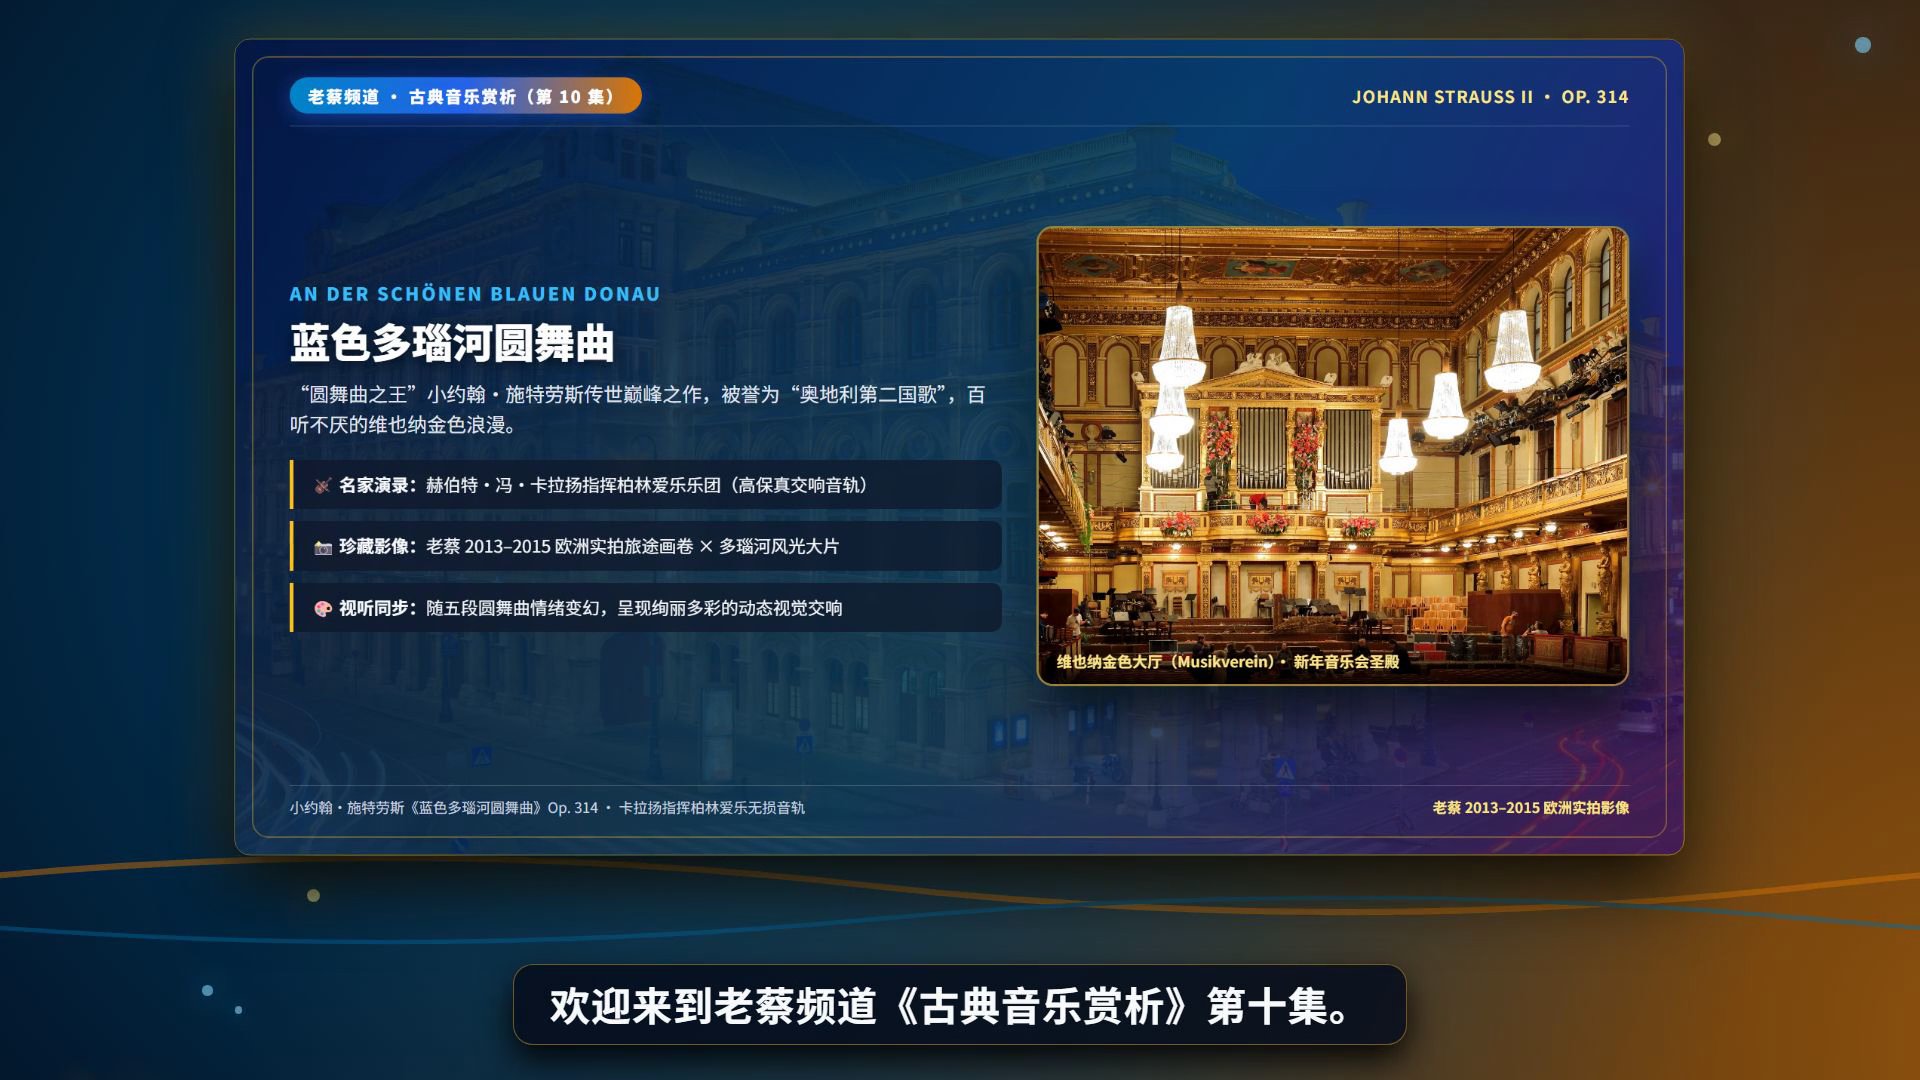 老蔡频道 · 古典音乐赏析（第 10 集）
JOHANN STRAUSS II · OP. 314
AN DER SCHÖNEN BLAUEN DONAU
蓝色多瑙河圆舞曲
“圆舞曲之王”小约翰·施特劳斯传世巅峰之作，被誉为“奥地利第二国歌”，百
听不厌的维也纳金色浪漫。
名家演录：赫伯特·冯·卡拉扬指挥柏林爱乐乐团（高保真交响音轨）
珍藏影像：老蔡 2013–2015 欧洲实拍旅途画卷 × 多瑙河风光大片
视听同步：随五段圆舞曲情绪变幻，呈现绚丽多彩的动态视觉交响
维也纳金色大厅（Musikverein）· 新年音乐会圣殿
小约翰·施特劳斯《蓝色多瑙河圆舞曲》Op. 314 · 卡拉扬指挥柏林爱乐无损音轨
老蔡 2013–2015 欧洲实拍影像
欢迎来到老蔡频道《古典音乐赏析》第十集。